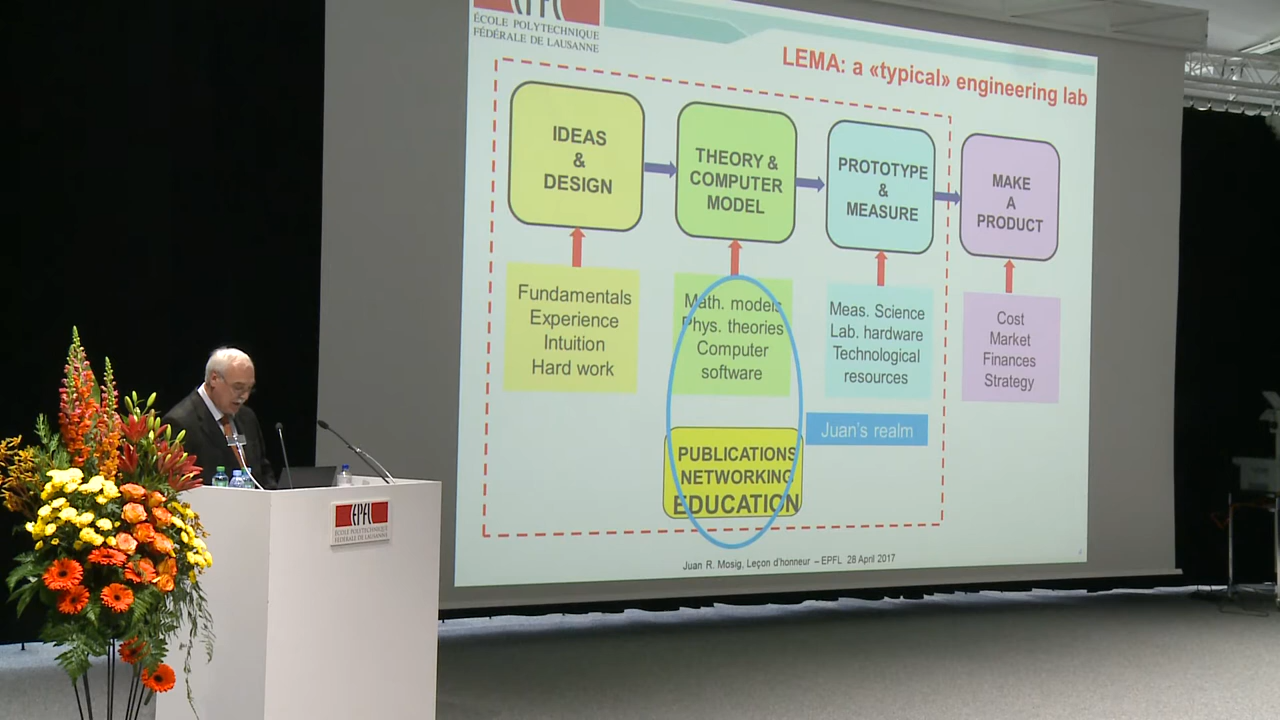 EPFL
ÉCOLE POLYTECHNIQUE
FÉDÉRALE DE LAUSANNE
LEMA: a «typical» engineering lab
IDEAS
&
DESIGN
THEORY &
COMPUTER
MODEL
PROTOTYPE
&
MEASURE
MAKE
A
PRODUCT
Fundamentals
Experience
Intuition
Hard work
Math. models
Phys. theories
Computer
software
Meas. Science
Lab. hardware
Technological
resources
Cost
Market
Finances
Strategy
Juan's realm
PUBLICATIONS
NETWORKING
EDUCATION
Juan R. Mosig, Leçon d'honneur – EPFL 28 April 2017
EPFL
ÉCOLE POLYTECHNIQUE
FÉDÉRALE DE LAUSANNE